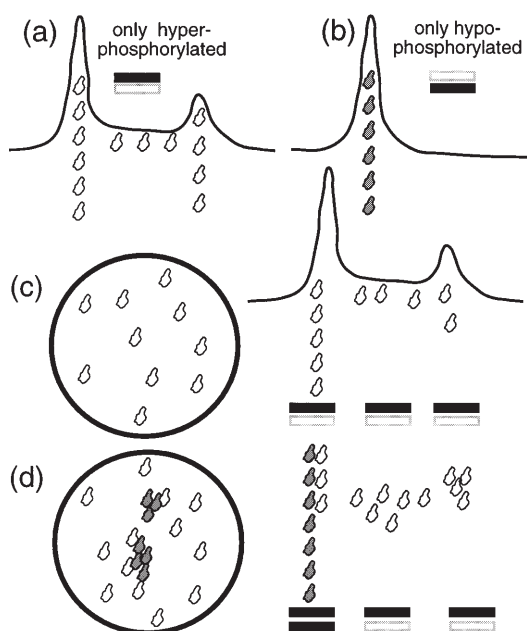 (a)
only hyper-
phosphorylated
(b)
only hypo-
phosphorylated
(c)
(d)